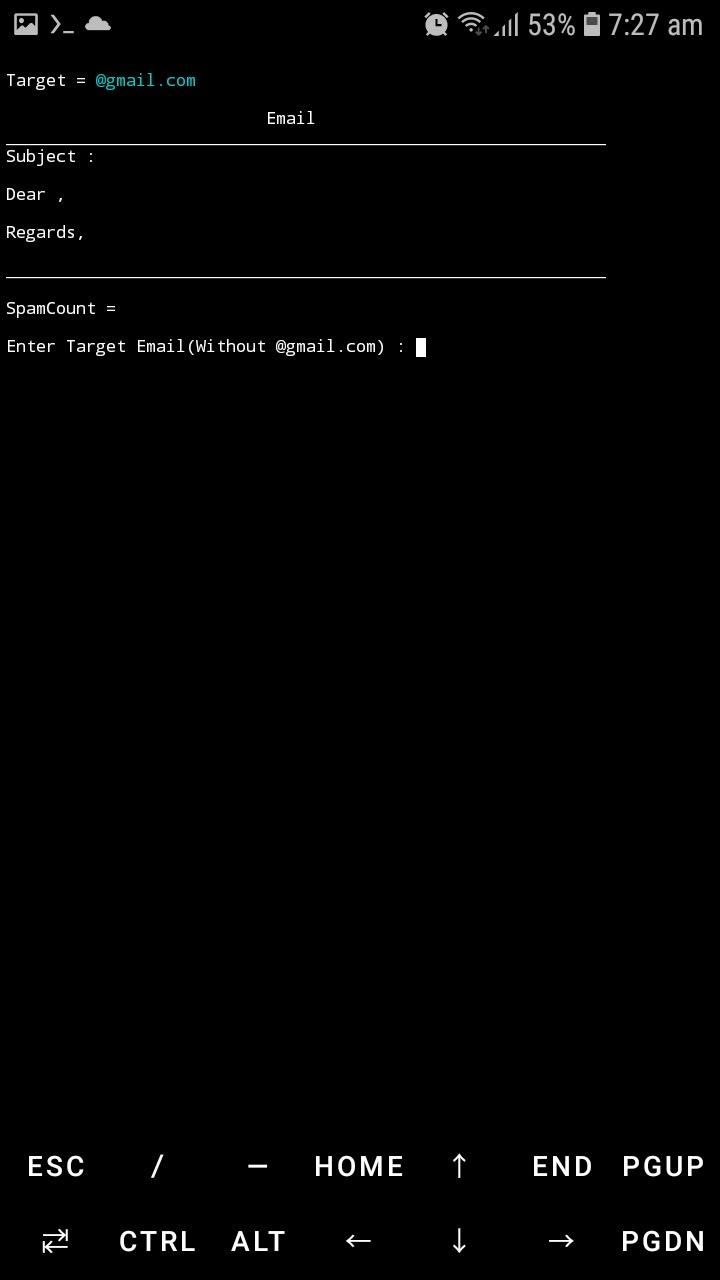 53% 7:27 am
Target = @gmail.com
Email
Subject :
Dear ,
Regards,
SpamCount =
Enter Target Email(Without @gmail.com) :
ESC / — HOME ↑ END PGUP
⇄ CTRL ALT ← ↓ → PGDN